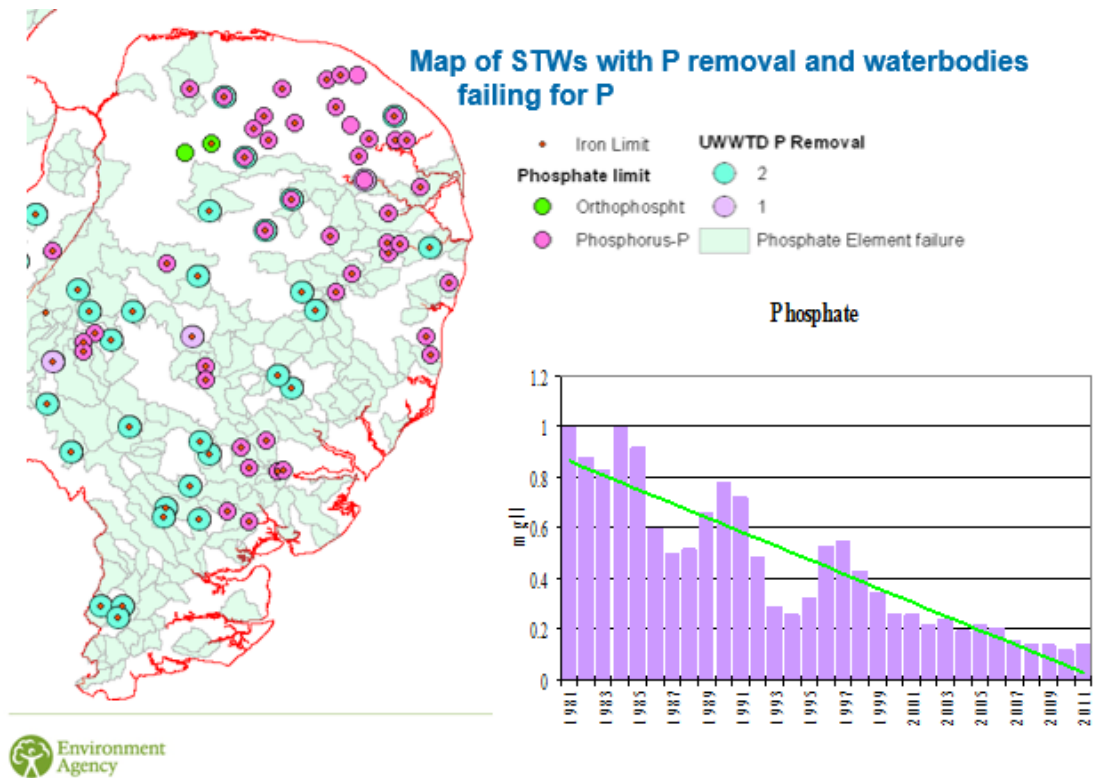 Map of STWs with P removal and waterbodies
failing for P
Iron Limit
Phosphate limit
Orthophospht
Phosphorus-P
UWWTD P Removal
2
1
Phosphate Element failure
Phosphate
1.2
1
0.8
0.6
0.4
0.2
0
mg/l
1981
1983
1985
1987
1989
1991
1993
1995
1997
1999
2001
2003
2005
2007
2009
2011
Environment
Agency